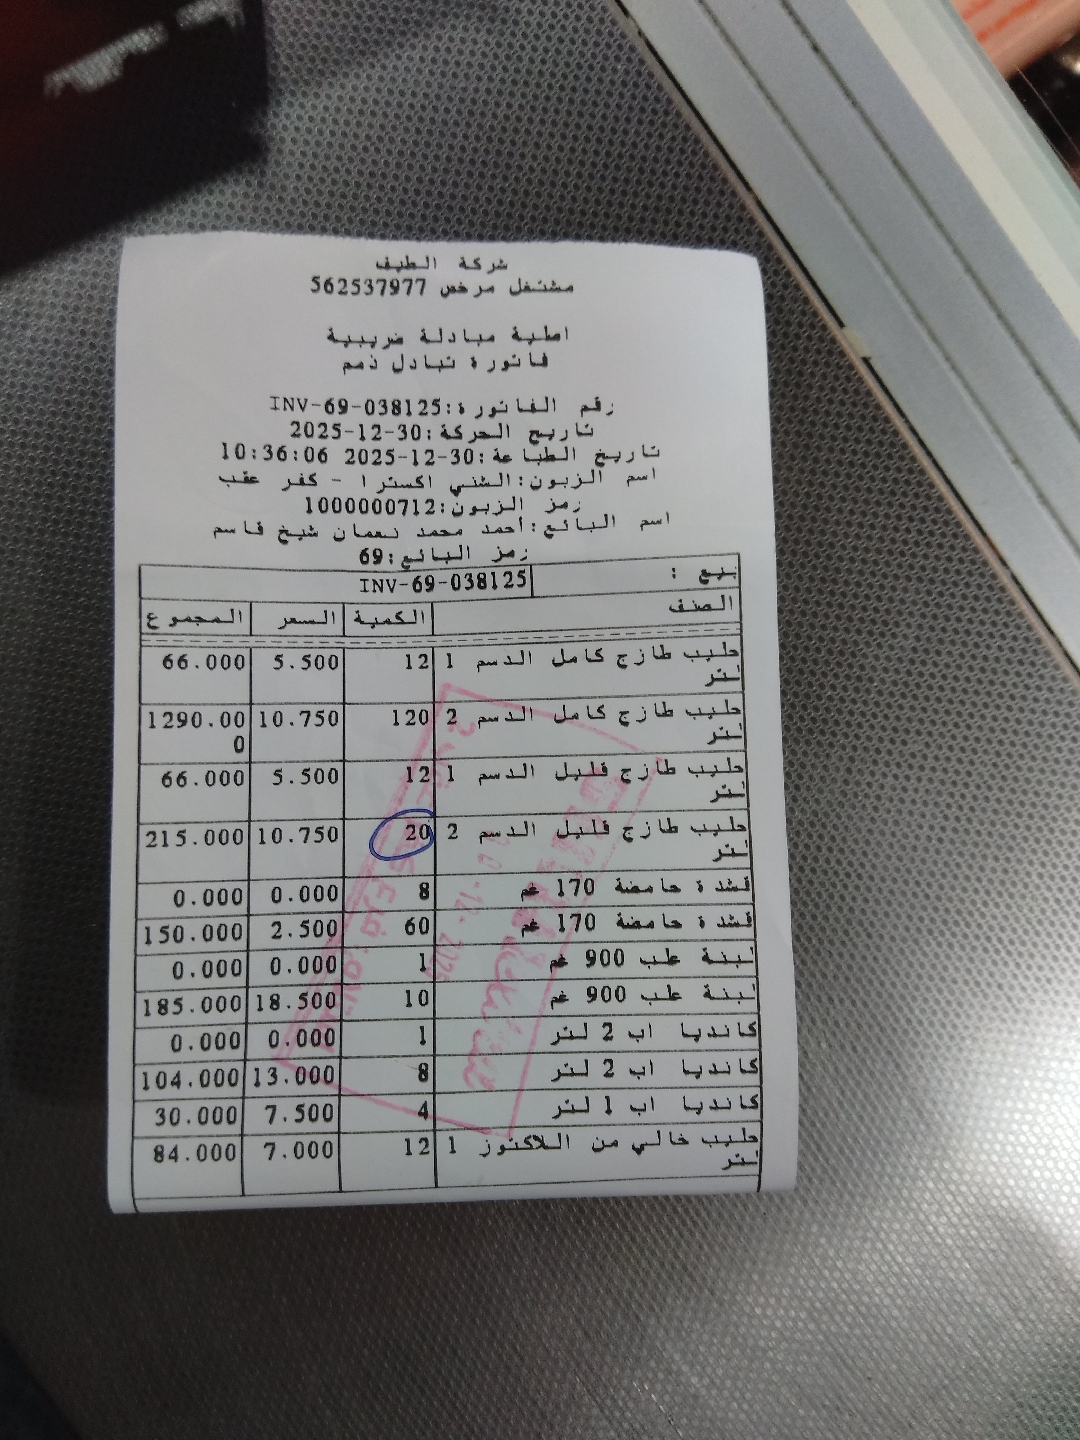 شركة الطيف
مشتغل مرخص 562537977
اصلية مبادلة ضريبية
فاتورة تبادل ذمم
رقم الفاتورة:INV-69-038125
تاريخ الحركة:30-12-2025
تاريخ الطباعة:30-12-2025 10:36:06
اسم الزبون:الشني اكسترا - كفر عقب
رمز الزبون:1000000712
اسم البائع:أحمد محمد نعمان شيخ قاسم
رمز البائع:69
بيع : INV-69-038125
الصنف الكمية السعر المجموع
حليب طازج كامل الدسم 1 12 5.500 66.000
لتر
حليب طازج كامل الدسم 2 120 10.750 1290.00
لتر 0
حليب طازج قليل الدسم 1 12 5.500 66.000
لتر
حليب طازج قليل الدسم 2 20 10.750 215.000
لتر
قشدة حامضة 170 غم 8 0.000 0.000
قشدة حامضة 170 غم 60 2.500 150.000
لبنة علب 900 غم 1 0.000 0.000
لبنة علب 900 غم 10 18.500 185.000
كانديا اب 2 لتر 1 0.000 0.000
كانديا اب 2 لتر 8 13.000 104.000
كانديا اب 1 لتر 4 7.500 30.000
حليب خالي من اللاكتوز 1 12 7.000 84.000
لتر